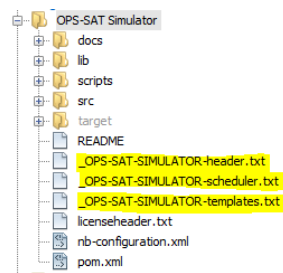 OPS-SAT Simulator
docs
lib
scripts
src
target
README
_OPS-SAT-SIMULATOR-header.txt
_OPS-SAT-SIMULATOR-scheduler.txt
_OPS-SAT-SIMULATOR-templates.txt
licenseheader.txt
nb-configuration.xml
pom.xml